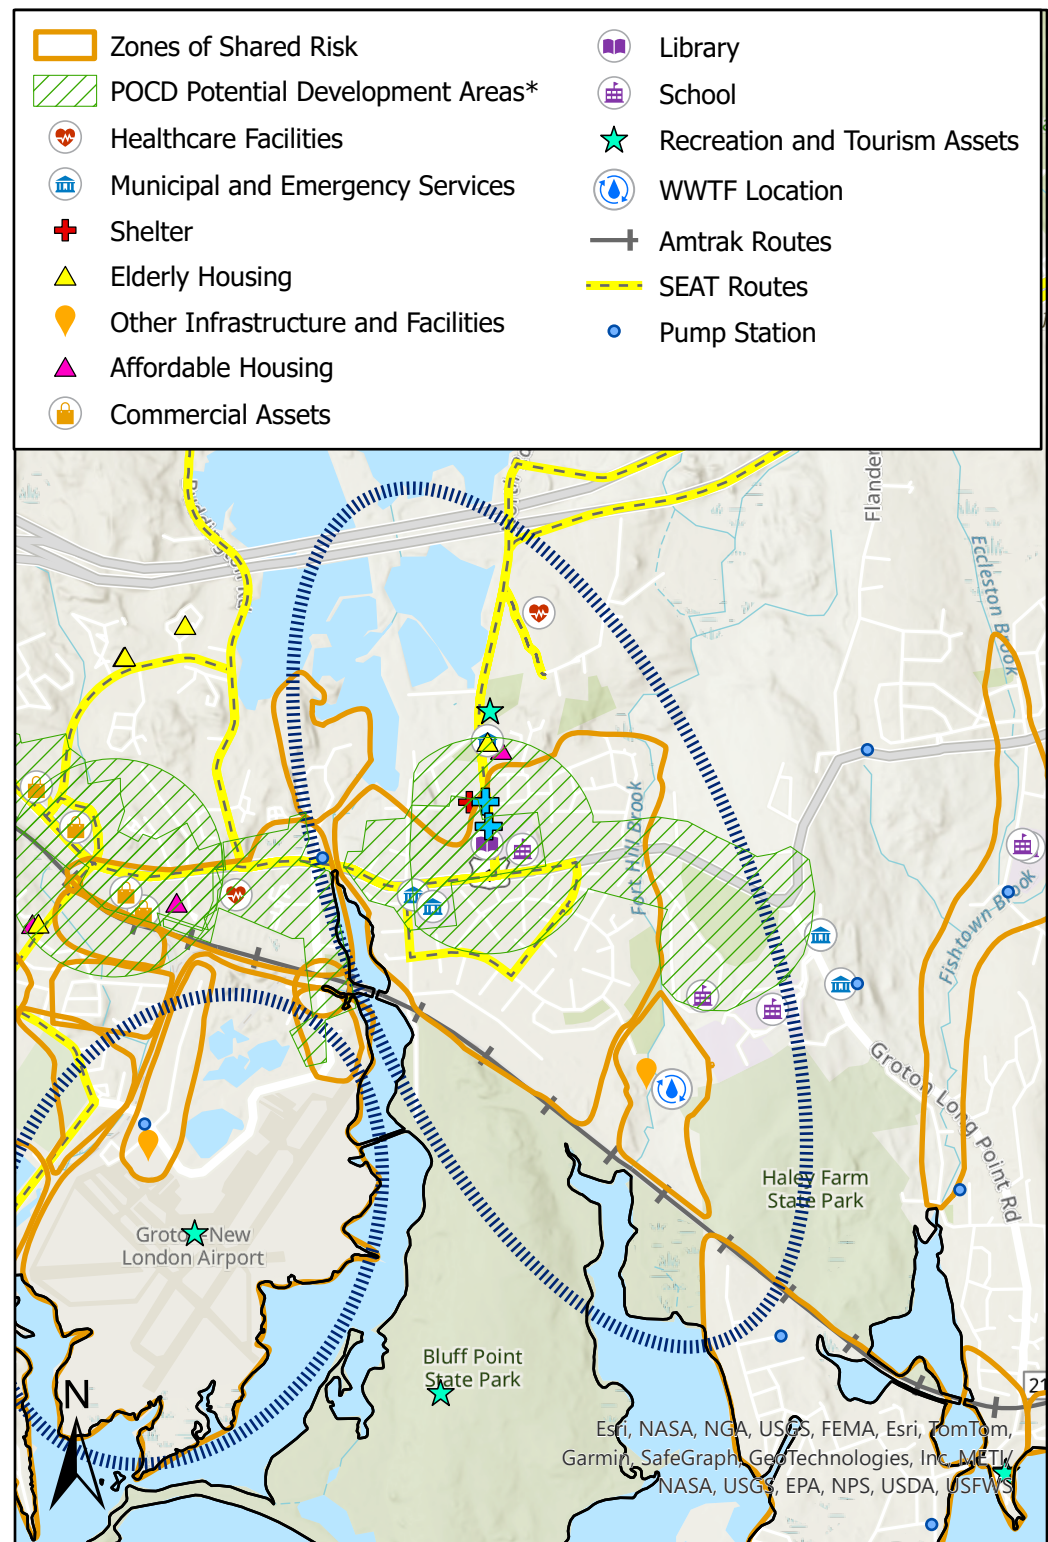 Zones of Shared Risk
POCD Potential Development Areas*
Healthcare Facilities
Municipal and Emergency Services
Shelter
Elderly Housing
Other Infrastructure and Facilities
Affordable Housing
Commercial Assets
Library
School
Recreation and Tourism Assets
WWTF Location
Amtrak Routes
SEAT Routes
Pump Station
Flander
Eccleston Brook
Fort Hill Brook
Fishtown Brook
Groton Long Point Rd
Haley Farm
State Park
Groton-New
London Airport
Bluff Point
State Park
21
N
Esri, NASA, NGA, USGS, FEMA, Esri, TomTom,
Garmin, SafeGraph, GeoTechnologies, Inc, METI/
NASA, USGS, EPA, NPS, USDA, USFWS